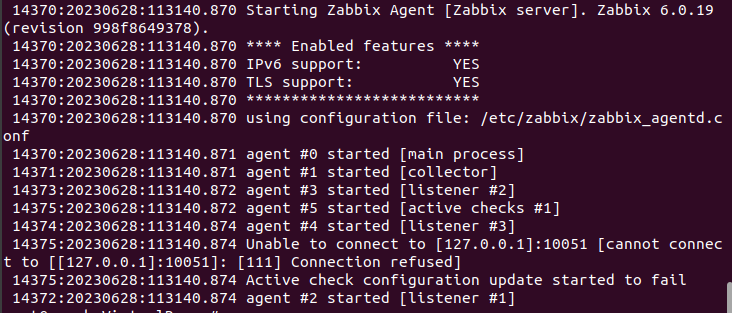 14370:20230628:113140.870 Starting Zabbix Agent [Zabbix server]. Zabbix 6.0.19
(revision 998f8649378).
14370:20230628:113140.870 **** Enabled features ****
14370:20230628:113140.870 IPv6 support:          YES
14370:20230628:113140.870 TLS support:           YES
14370:20230628:113140.870 **************************
14370:20230628:113140.870 using configuration file: /etc/zabbix/zabbix_agentd.c
onf
14370:20230628:113140.871 agent #0 started [main process]
14371:20230628:113140.871 agent #1 started [collector]
14373:20230628:113140.872 agent #3 started [listener #2]
14375:20230628:113140.872 agent #5 started [active checks #1]
14374:20230628:113140.874 agent #4 started [listener #3]
14375:20230628:113140.874 Unable to connect to [127.0.0.1]:10051 [cannot connec
t to [[127.0.0.1]:10051]: [111] Connection refused]
14375:20230628:113140.874 Active check configuration update started to fail
14372:20230628:113140.874 agent #2 started [listener #1]